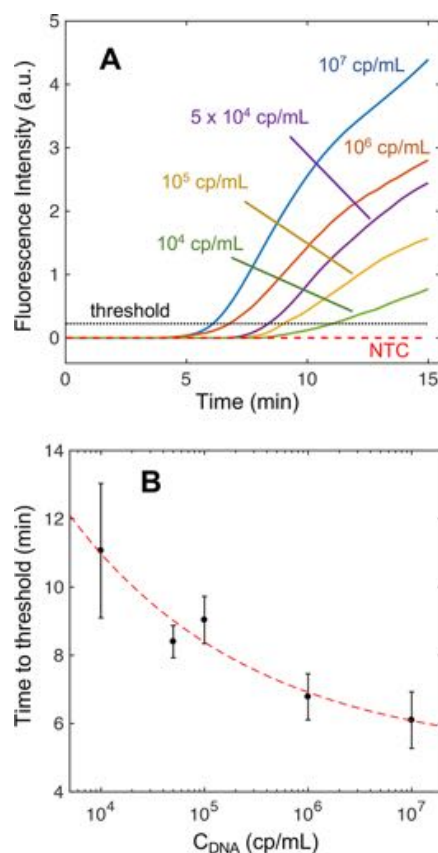 A
Fluorescence Intensity (a.u.)
5
4
3
2
1
0
10⁷ cp/mL
5 x 10⁴ cp/mL
10⁶ cp/mL
10⁵ cp/mL
10⁴ cp/mL
threshold
NTC
0 5 10 15
Time (min)
B
Time to threshold (min)
14
12
10
8
6
4
10⁴ 10⁵ 10⁶ 10⁷
C_DNA (cp/mL)